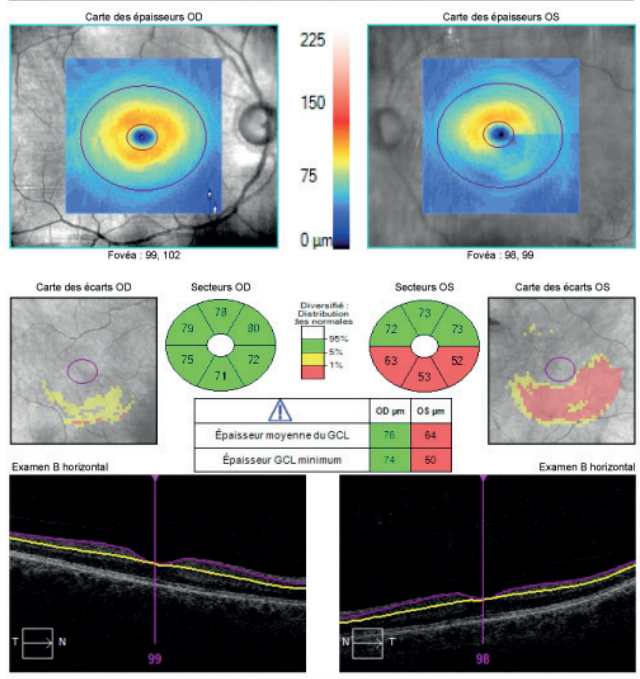 Carte des épaisseurs OD
Carte des épaisseurs OS
225
150
75
0 µm
Fovéa : 99, 102
Fovéa : 98, 99
Carte des écarts OD
Secteurs OD
Secteurs OS
Carte des écarts OS
78
79
80
75
72
71
Diversifié :
Distribution
des normales
95%
5%
1%
73
72
73
63
52
53
OD µm
OS µm
Épaisseur moyenne du GCL
76
64
Épaisseur GCL minimum
74
50
Examen B horizontal
Examen B horizontal
T
N
99
N
T
98